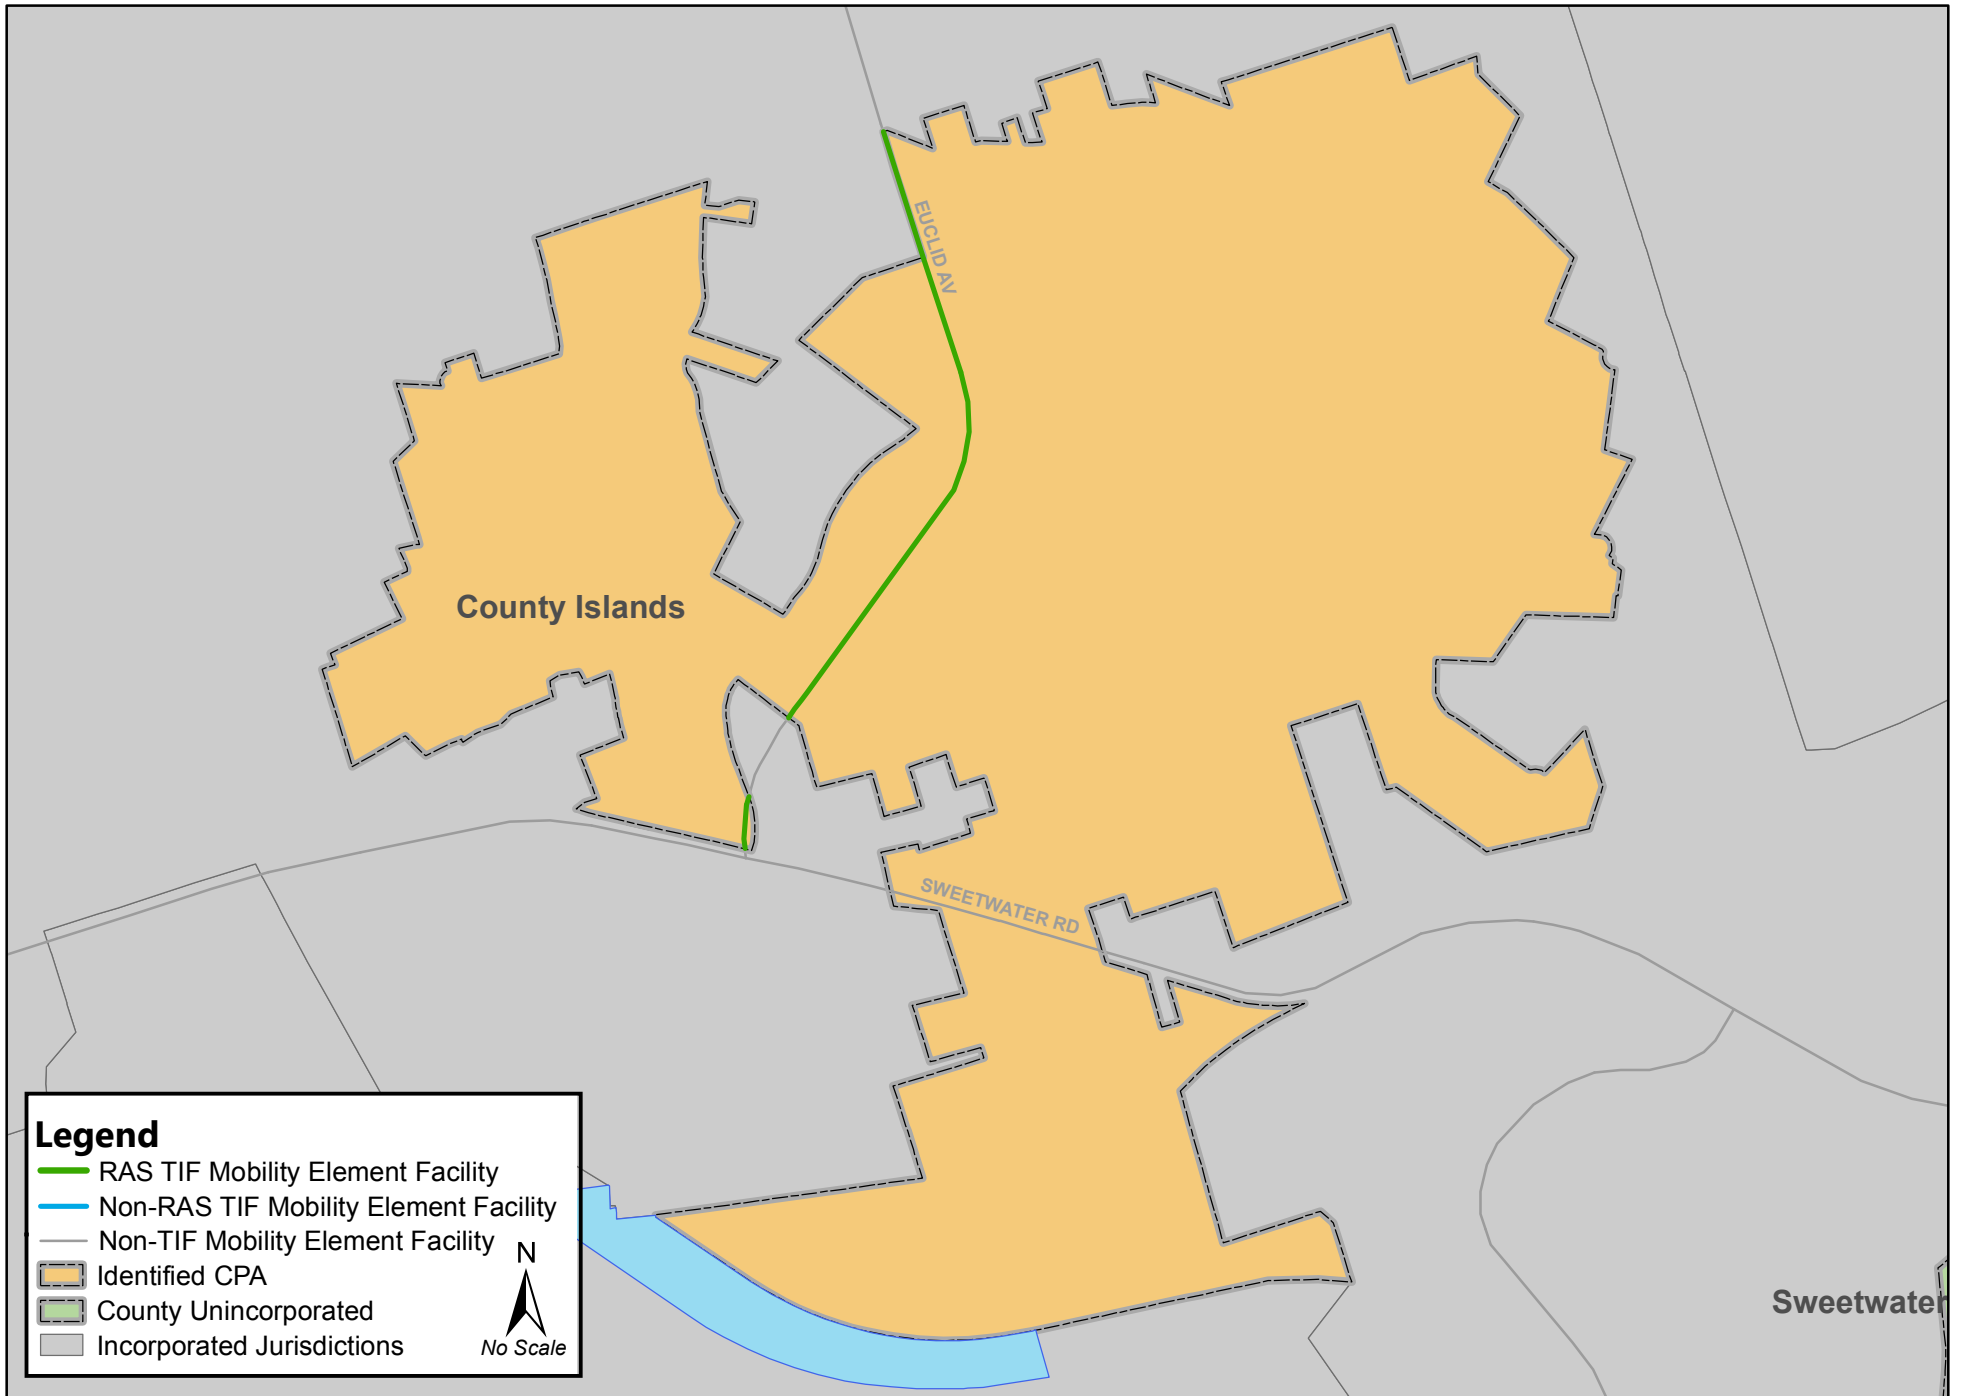 EUCLID AV
County Islands
SWEETWATER RD
Sweetwater
Legend
RAS TIF Mobility Element Facility
Non-RAS TIF Mobility Element Facility
Non-TIF Mobility Element Facility
Identified CPA
County Unincorporated
Incorporated Jurisdictions
N
No Scale